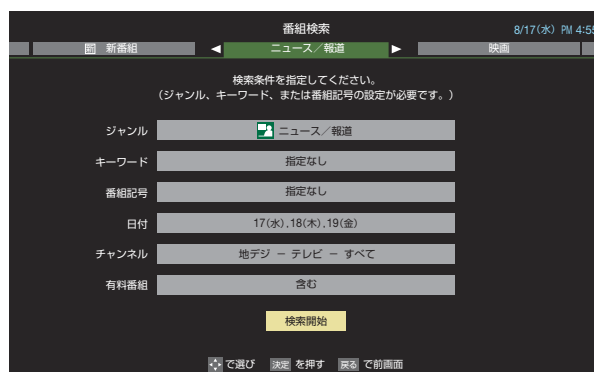 番組検索
8/17(水) PM 4:55
新番組 ◀ ニュース／報道 ▶ 映画
検索条件を指定してください。
(ジャンル、キーワード、または番組記号の設定が必要です。)
ジャンル ニュース／報道
キーワード 指定なし
番組記号 指定なし
日付 17(水),18(木),19(金)
チャンネル 地デジ － テレビ － すべて
有料番組 含む
検索開始
で選び 決定 を押す 戻る で前画面